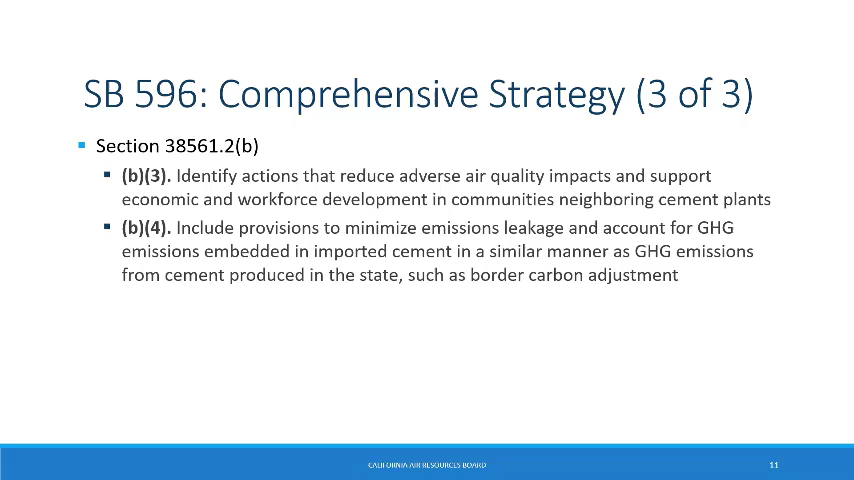 SB 596: Comprehensive Strategy (3 of 3)
Section 38561.2(b)
(b)(3). Identify actions that reduce adverse air quality impacts and support
economic and workforce development in communities neighboring cement plants
(b)(4). Include provisions to minimize emissions leakage and account for GHG
emissions embedded in imported cement in a similar manner as GHG emissions
from cement produced in the state, such as border carbon adjustment
CALIFORNIA AIR RESOURCES BOARD
11